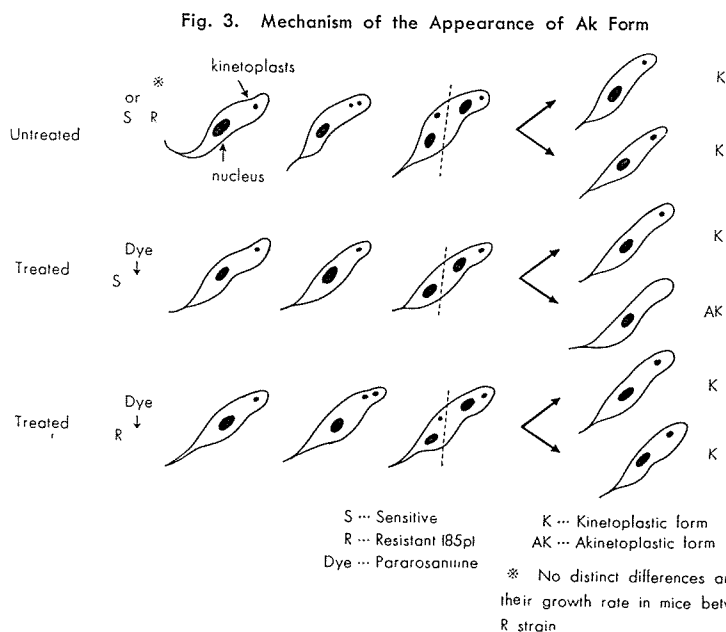 Fig. 3. Mechanism of the Appearance of Ak Form
kinetoplasts
※
or
S R
Untreated
nucleus
K
K
Dye
Treated
S
K
AK
Dye
Treated
R
K
K
S ··· Sensitive
R ··· Resistant
Dye ··· Pararosaniline
K ··· Kinetoplastic form
AK ··· Akinetoplastic form
※ No distinct differences
their growth rate in mice
R strain